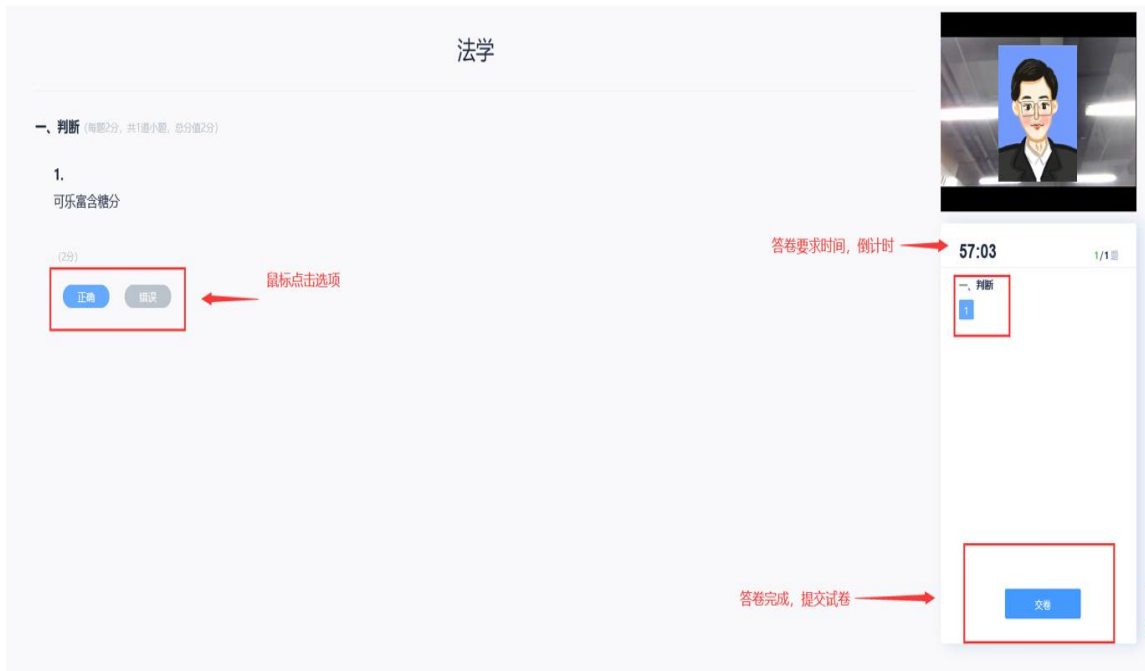 法学
一、判断 (每题2分, 共1道小题, 总分值2分)
1.
可乐富含糖分
(2分)
正确 错误
鼠标点击选项
答卷要求时间，倒计时
57:03 1/1题
一、判断
1
答卷完成，提交试卷
交卷